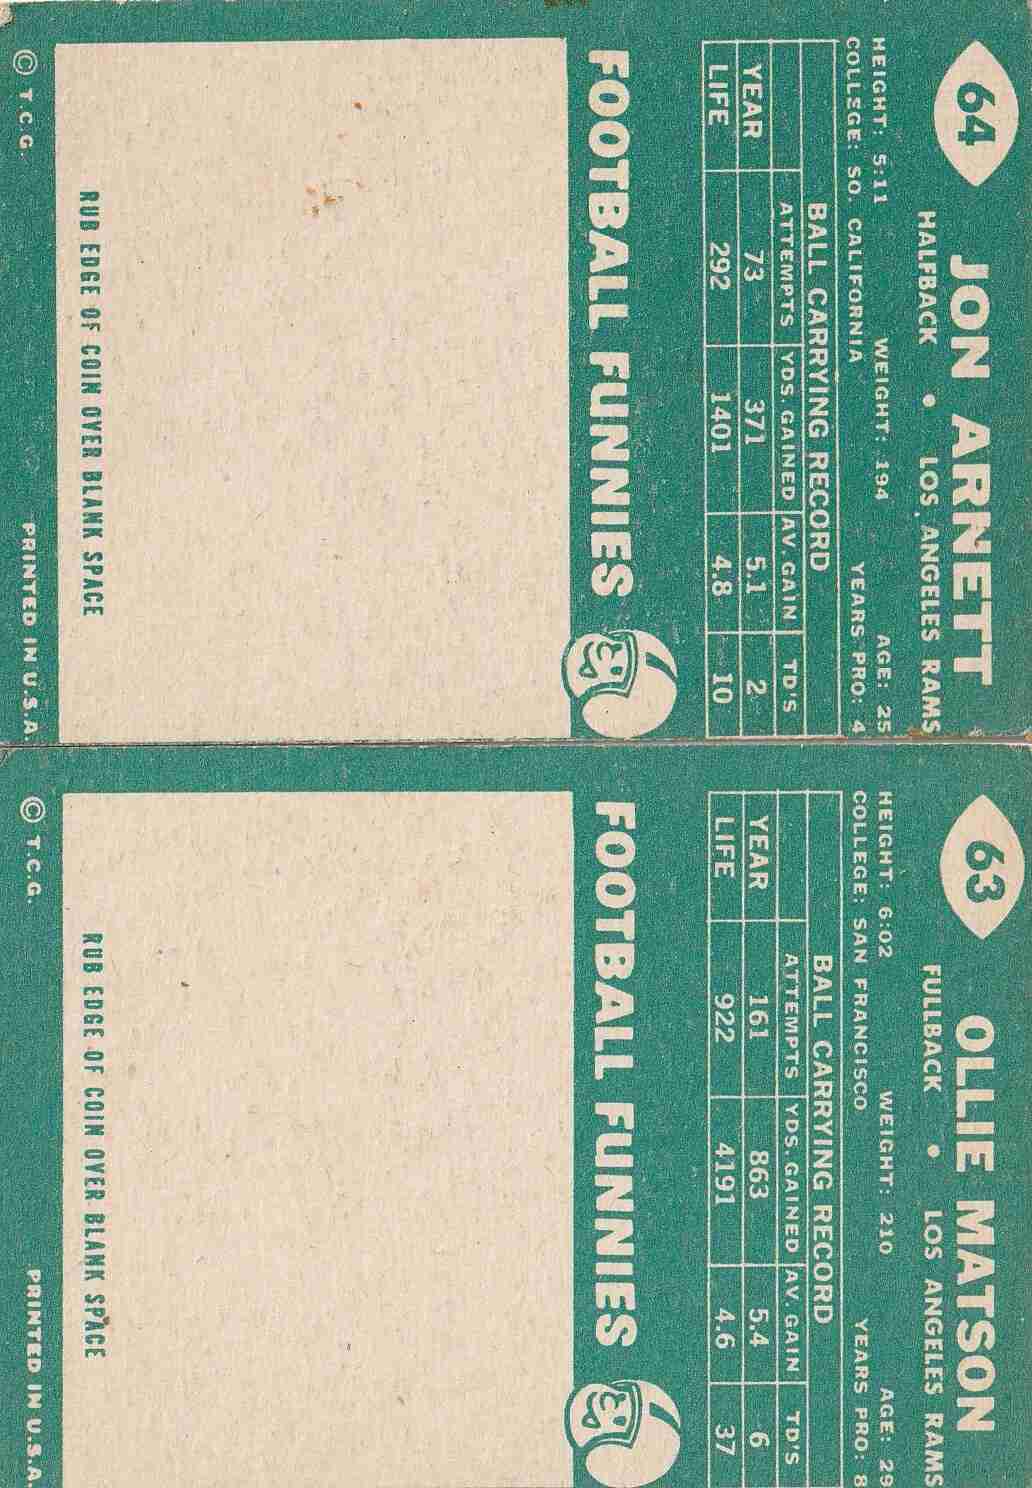 64
JON ARNETT
HALFBACK • LOS ANGELES RAMS
HEIGHT: 5:11 WEIGHT: 194 AGE: 25
COLLEGE: SO. CALIFORNIA YEARS PRO: 4
BALL CARRYING RECORD
ATTEMPTS YDS. GAINED AV. GAIN TD'S
YEAR 73 371 5.1 2
LIFE 292 1401 4.8 10
FOOTBALL FUNNIES
RUB EDGE OF COIN OVER BLANK SPACE
© T.C.G. PRINTED IN U.S.A.
63
OLLIE MATSON
FULLBACK • LOS ANGELES RAMS
HEIGHT: 6:02 WEIGHT: 210 AGE: 29
COLLEGE: SAN FRANCISCO YEARS PRO: 8
BALL CARRYING RECORD
ATTEMPTS YDS. GAINED AV. GAIN TD'S
YEAR 161 863 5.4 6
LIFE 922 4191 4.6 37
FOOTBALL FUNNIES
RUB EDGE OF COIN OVER BLANK SPACE
© T.C.G. PRINTED IN U.S.A.